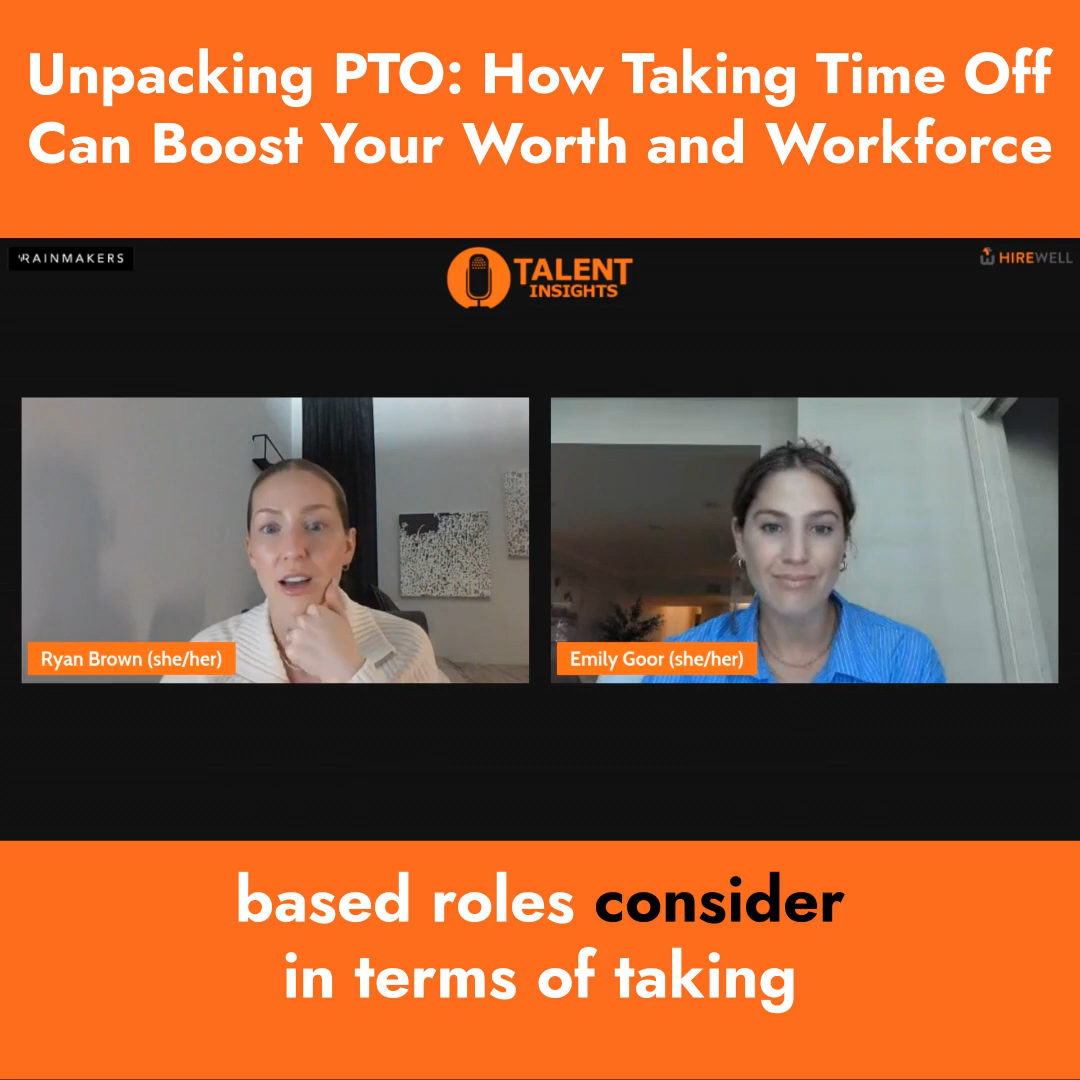 Unpacking PTO: How Taking Time Off
Can Boost Your Worth and Workforce
RAINMAKERS
TALENT
INSIGHTS
HIREWELL
Ryan Brown (she/her)
Emily Goor (she/her)
based roles consider
in terms of taking